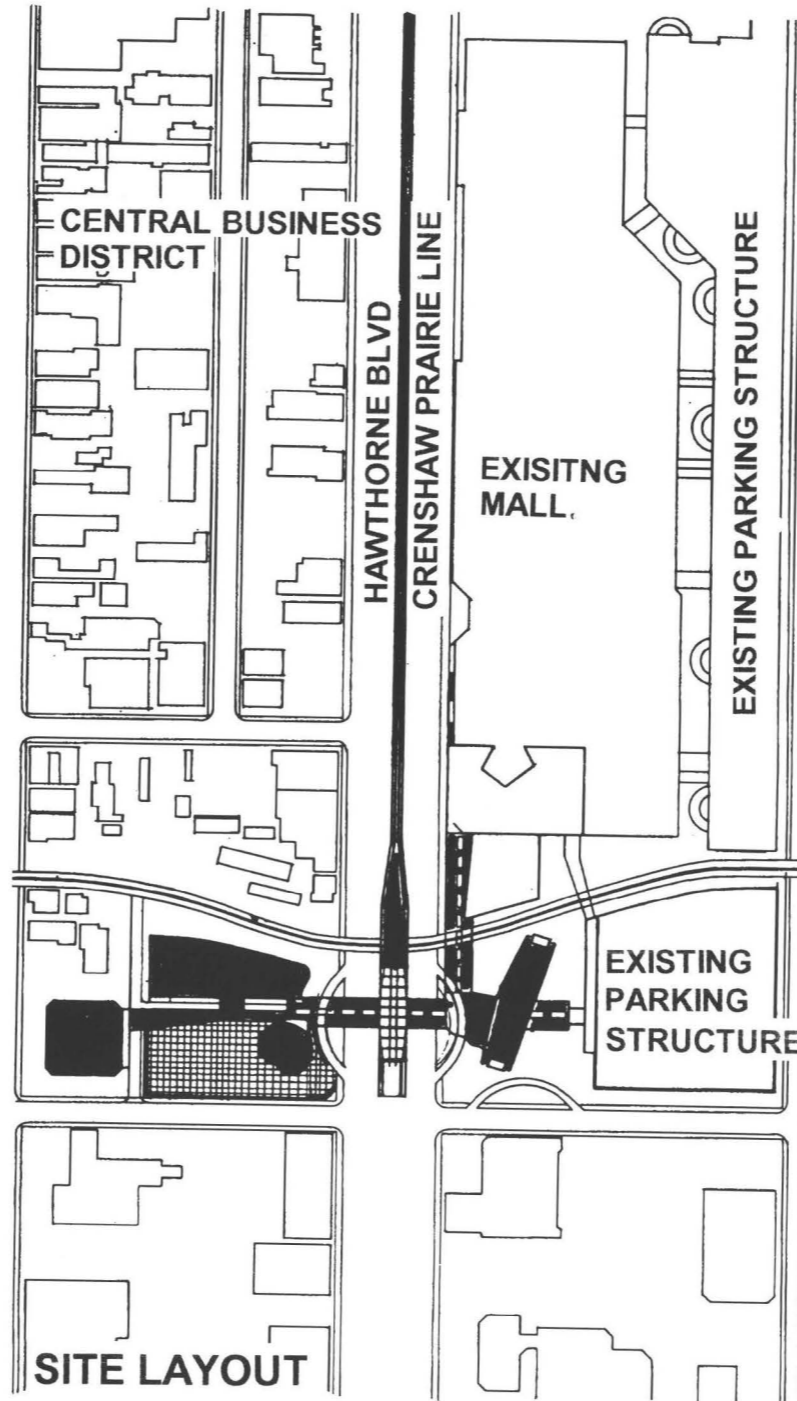 CENTRAL BUSINESS
DISTRICT
HAWTHORNE BLVD
CRENSHAW PRAIRIE LINE
EXISITNG
MALL
EXISTING PARKING STRUCTURE
EXISTING
PARKING
STRUCTURE
SITE LAYOUT